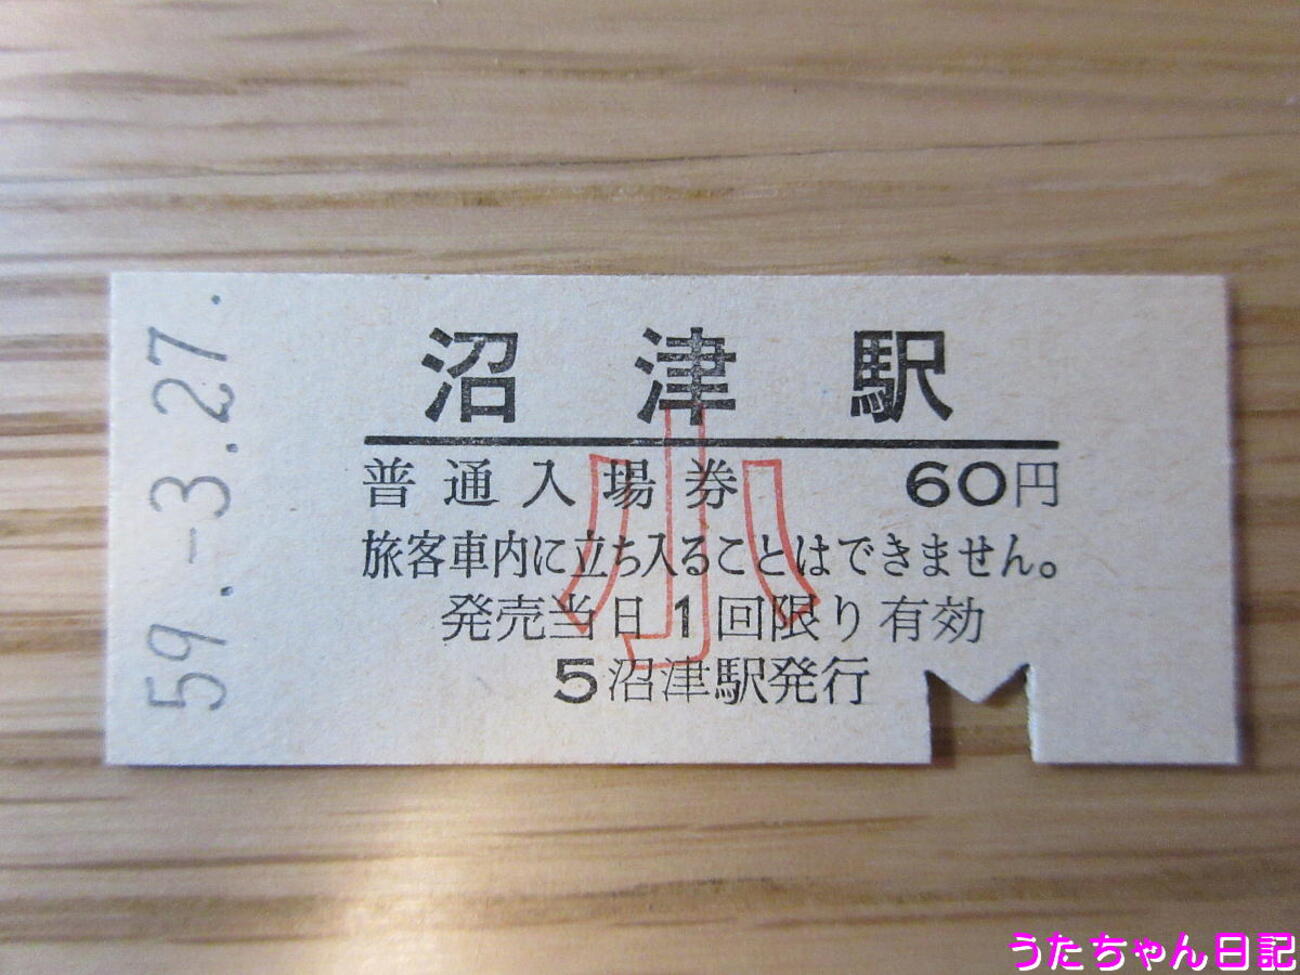 59.-3.27.
沼津駅
普通入場券 60円
小
旅客車内に立ち入ることはできません。
発売当日1回限り有効
5沼津駅発行
うたちゃん日記